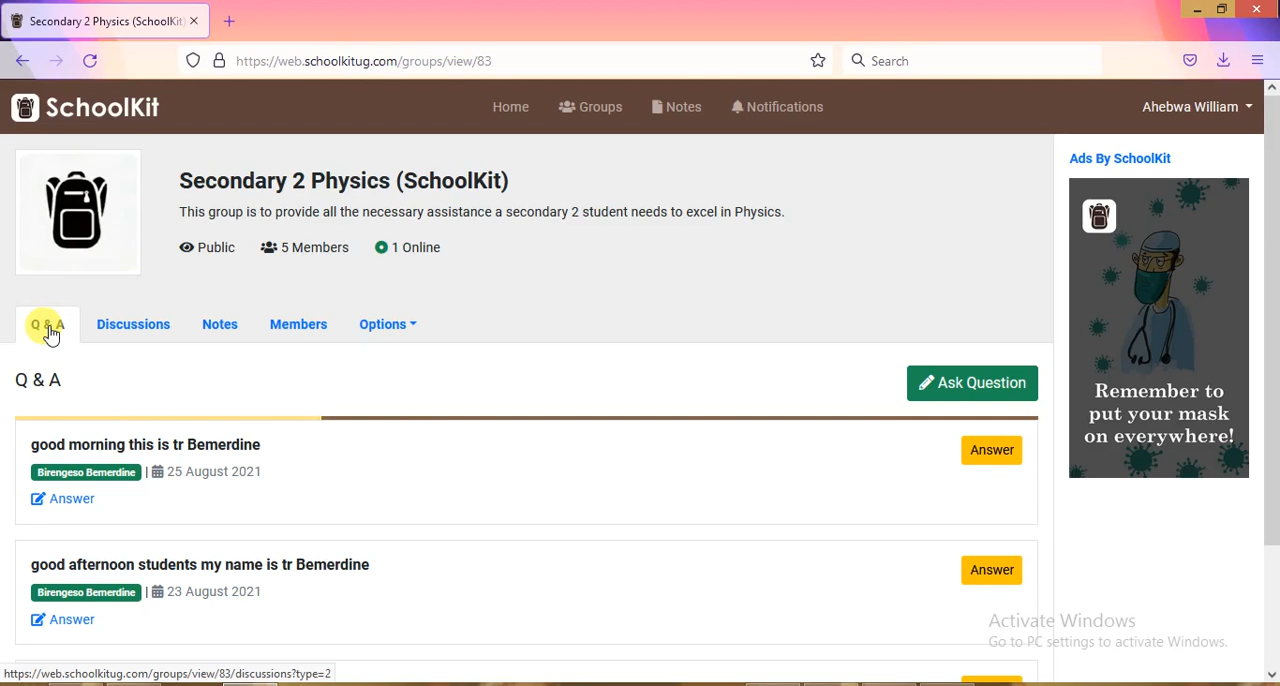 Secondary 2 Physics (SchoolKit)
https://web.schoolkitug.com/groups/view/83
Search
SchoolKit
Home
Groups
Notes
Notifications
Ahebwa William
Secondary 2 Physics (SchoolKit)
This group is to provide all the necessary assistance a secondary 2 student needs to excel in Physics.
Public
5 Members
1 Online
Ads By SchoolKit
Remember to
put your mask
on everywhere!
Q & A
Discussions
Notes
Members
Options
Q & A
Ask Question
good morning this is tr Bemerdine
Birengeso Bemerdine | 25 August 2021
Answer
Answer
good afternoon students my name is tr Bemerdine
Birengeso Bemerdine | 23 August 2021
Answer
Answer
Activate Windows
Go to PC settings to activate Windows.
https://web.schoolkitug.com/groups/view/83/discussions?type=2